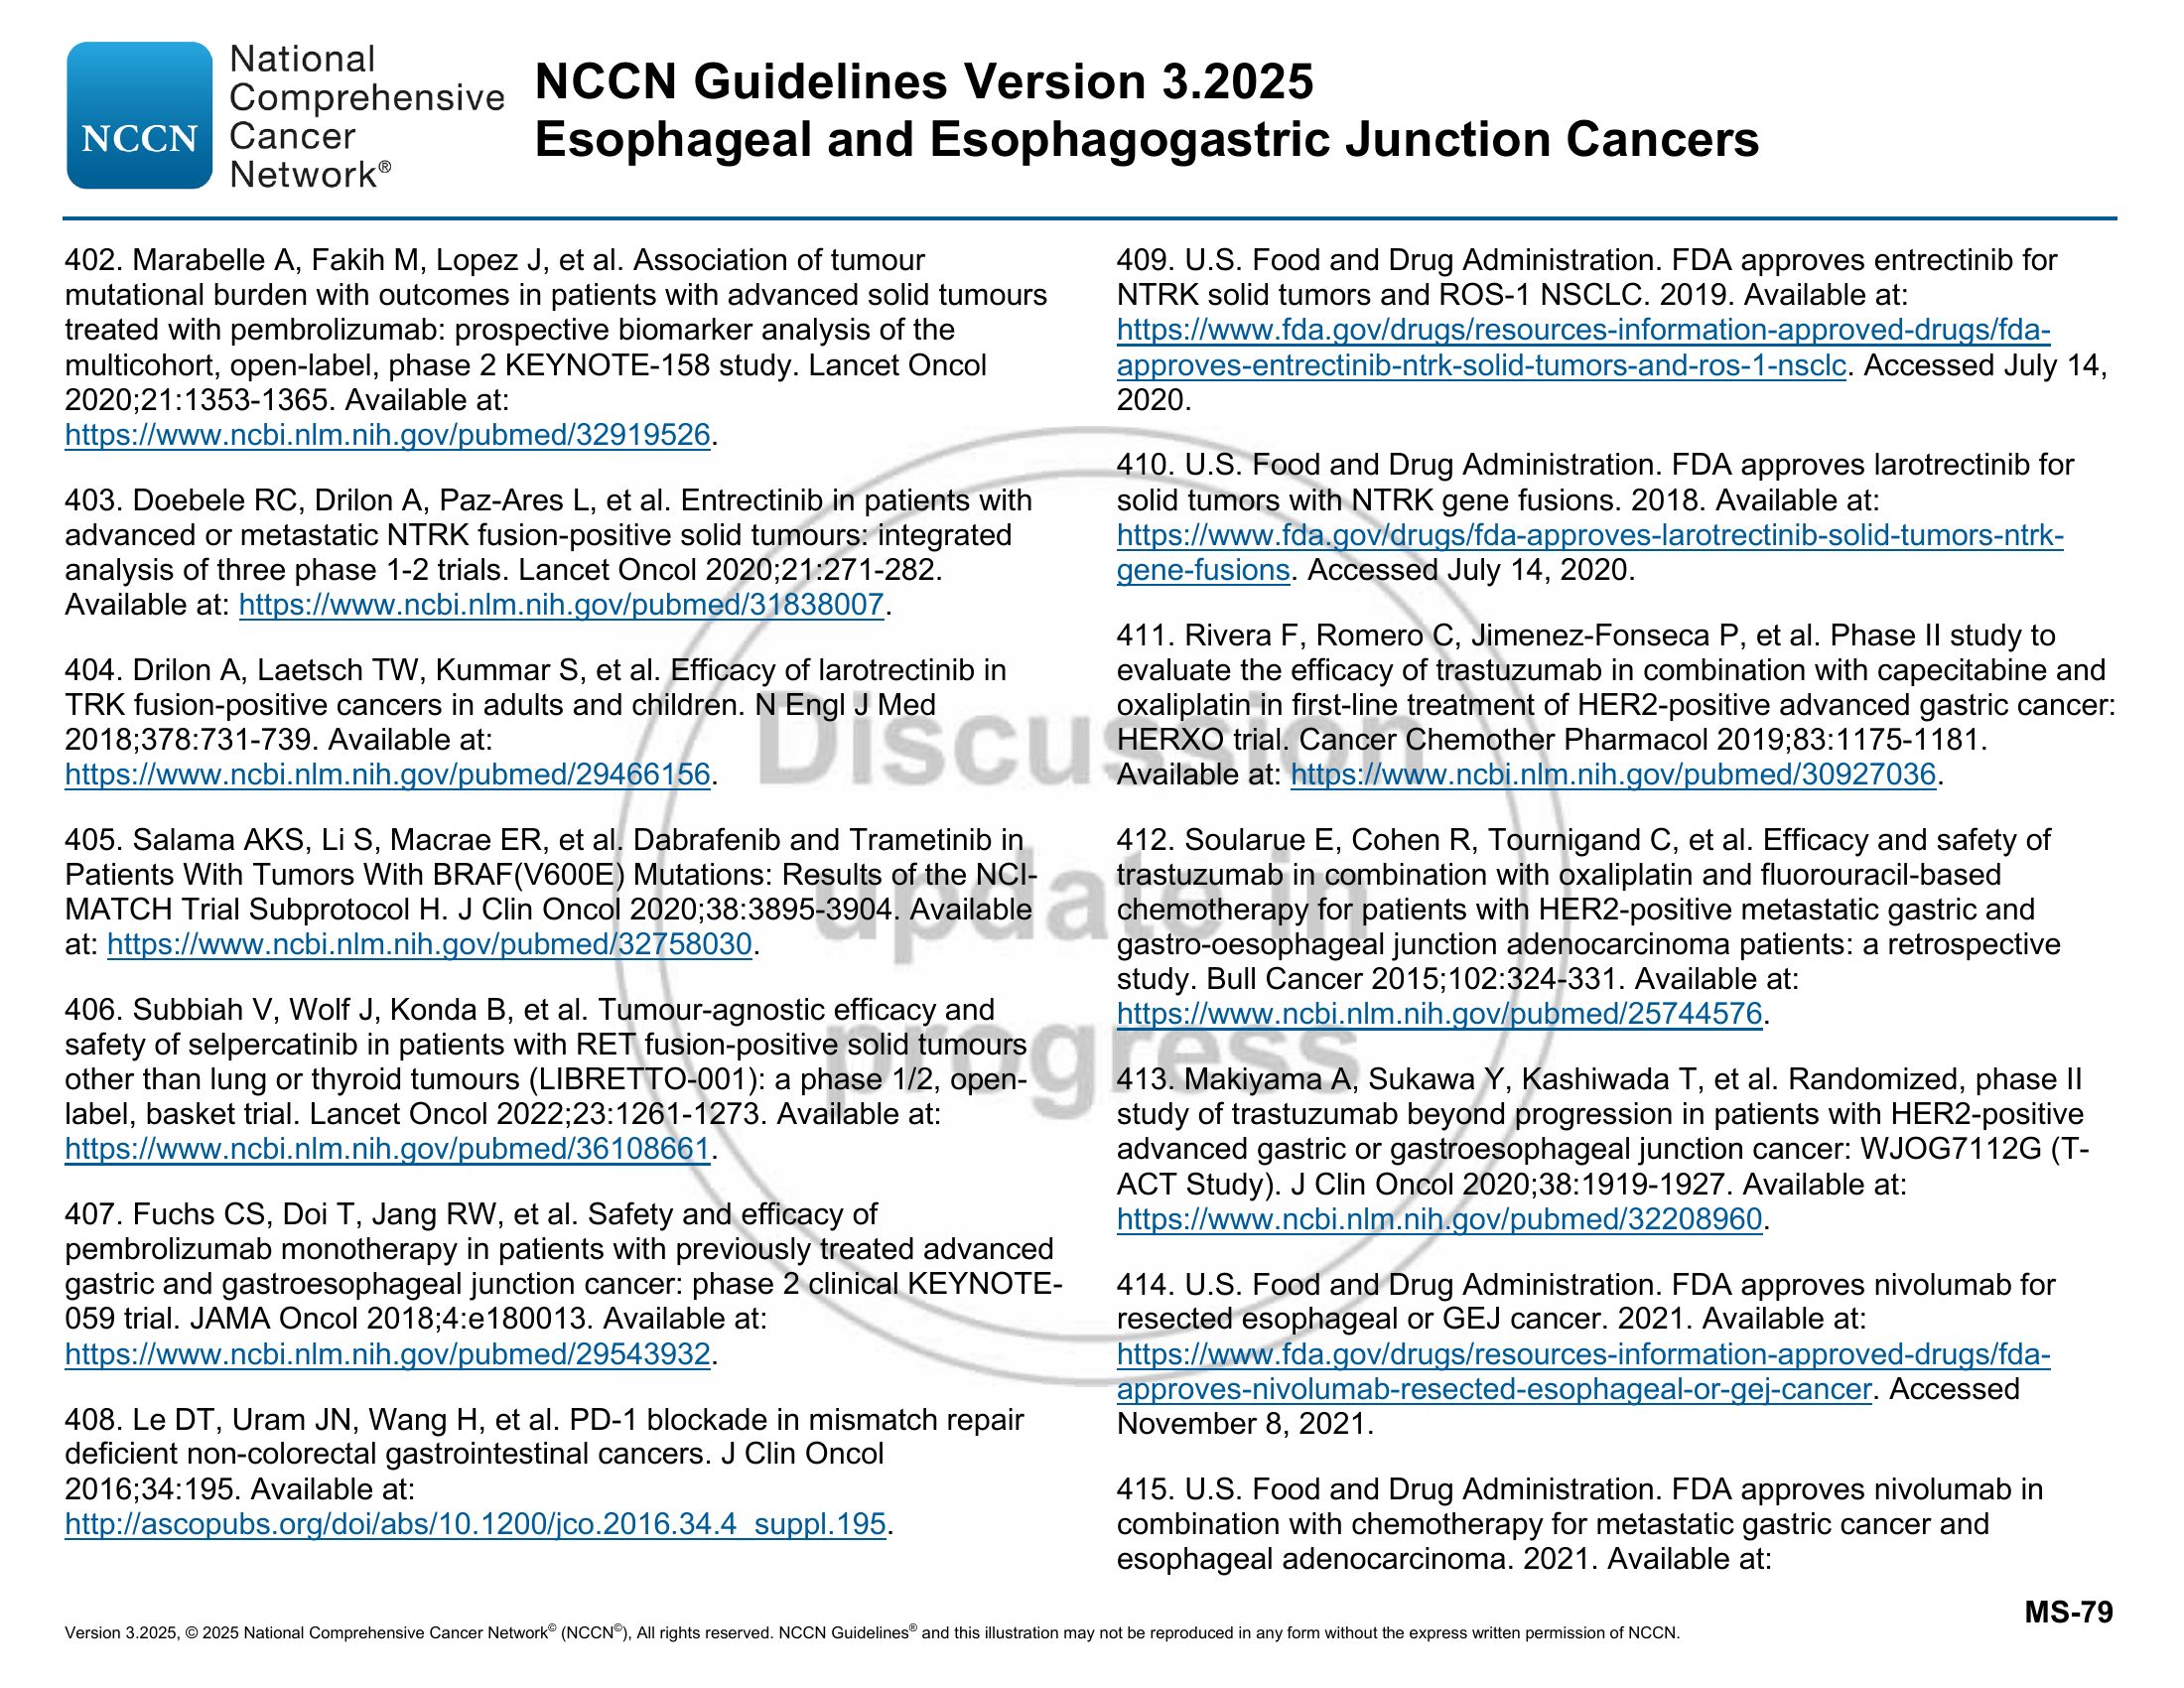 NCCN
National
Comprehensive
Cancer
Network®
NCCN Guidelines Version 3.2025
Esophageal and Esophagogastric Junction Cancers
402. Marabelle A, Fakih M, Lopez J, et al. Association of tumour
mutational burden with outcomes in patients with advanced solid tumours
treated with pembrolizumab: prospective biomarker analysis of the
multicohort, open-label, phase 2 KEYNOTE-158 study. Lancet Oncol
2020;21:1353-1365. Available at:
https://www.ncbi.nlm.nih.gov/pubmed/32919526.
403. Doebele RC, Drilon A, Paz-Ares L, et al. Entrectinib in patients with
advanced or metastatic NTRK fusion-positive solid tumours: integrated
analysis of three phase 1-2 trials. Lancet Oncol 2020;21:271-282.
Available at: https://www.ncbi.nlm.nih.gov/pubmed/31838007.
404. Drilon A, Laetsch TW, Kummar S, et al. Efficacy of larotrectinib in
TRK fusion-positive cancers in adults and children. N Engl J Med
2018;378:731-739. Available at:
https://www.ncbi.nlm.nih.gov/pubmed/29466156.
405. Salama AKS, Li S, Macrae ER, et al. Dabrafenib and Trametinib in
Patients With Tumors With BRAF(V600E) Mutations: Results of the NCI-
MATCH Trial Subprotocol H. J Clin Oncol 2020;38:3895-3904. Available
at: https://www.ncbi.nlm.nih.gov/pubmed/32758030.
406. Subbiah V, Wolf J, Konda B, et al. Tumour-agnostic efficacy and
safety of selpercatinib in patients with RET fusion-positive solid tumours
other than lung or thyroid tumours (LIBRETTO-001): a phase 1/2, open-
label, basket trial. Lancet Oncol 2022;23:1261-1273. Available at:
https://www.ncbi.nlm.nih.gov/pubmed/36108661.
407. Fuchs CS, Doi T, Jang RW, et al. Safety and efficacy of
pembrolizumab monotherapy in patients with previously treated advanced
gastric and gastroesophageal junction cancer: phase 2 clinical KEYNOTE-
059 trial. JAMA Oncol 2018;4:e180013. Available at:
https://www.ncbi.nlm.nih.gov/pubmed/29543932.
408. Le DT, Uram JN, Wang H, et al. PD-1 blockade in mismatch repair
deficient non-colorectal gastrointestinal cancers. J Clin Oncol
2016;34:195. Available at:
http://ascopubs.org/doi/abs/10.1200/jco.2016.34.4_suppl.195.
409. U.S. Food and Drug Administration. FDA approves entrectinib for
NTRK solid tumors and ROS-1 NSCLC. 2019. Available at:
https://www.fda.gov/drugs/resources-information-approved-drugs/fda-
approves-entrectinib-ntrk-solid-tumors-and-ros-1-nsclc. Accessed July 14,
2020.
410. U.S. Food and Drug Administration. FDA approves larotrectinib for
solid tumors with NTRK gene fusions. 2018. Available at:
https://www.fda.gov/drugs/fda-approves-larotrectinib-solid-tumors-ntrk-
gene-fusions. Accessed July 14, 2020.
411. Rivera F, Romero C, Jimenez-Fonseca P, et al. Phase II study to
evaluate the efficacy of trastuzumab in combination with capecitabine and
oxaliplatin in first-line treatment of HER2-positive advanced gastric cancer:
HERXO trial. Cancer Chemother Pharmacol 2019;83:1175-1181.
Available at: https://www.ncbi.nlm.nih.gov/pubmed/30927036.
412. Soularue E, Cohen R, Tournigand C, et al. Efficacy and safety of
trastuzumab in combination with oxaliplatin and fluorouracil-based
chemotherapy for patients with HER2-positive metastatic gastric and
gastro-oesophageal junction adenocarcinoma patients: a retrospective
study. Bull Cancer 2015;102:324-331. Available at:
https://www.ncbi.nlm.nih.gov/pubmed/25744576.
413. Makiyama A, Sukawa Y, Kashiwada T, et al. Randomized, phase II
study of trastuzumab beyond progression in patients with HER2-positive
advanced gastric or gastroesophageal junction cancer: WJOG7112G (T-
ACT Study). J Clin Oncol 2020;38:1919-1927. Available at:
https://www.ncbi.nlm.nih.gov/pubmed/32208960.
414. U.S. Food and Drug Administration. FDA approves nivolumab for
resected esophageal or GEJ cancer. 2021. Available at:
https://www.fda.gov/drugs/resources-information-approved-drugs/fda-
approves-nivolumab-resected-esophageal-or-gej-cancer. Accessed
November 8, 2021.
415. U.S. Food and Drug Administration. FDA approves nivolumab in
combination with chemotherapy for metastatic gastric cancer and
esophageal adenocarcinoma. 2021. Available at:
Discussion
update in
progress
MS-79
Version 3.2025, © 2025 National Comprehensive Cancer Network© (NCCN©), All rights reserved. NCCN Guidelines® and this illustration may not be reproduced in any form without the express written permission of NCCN.